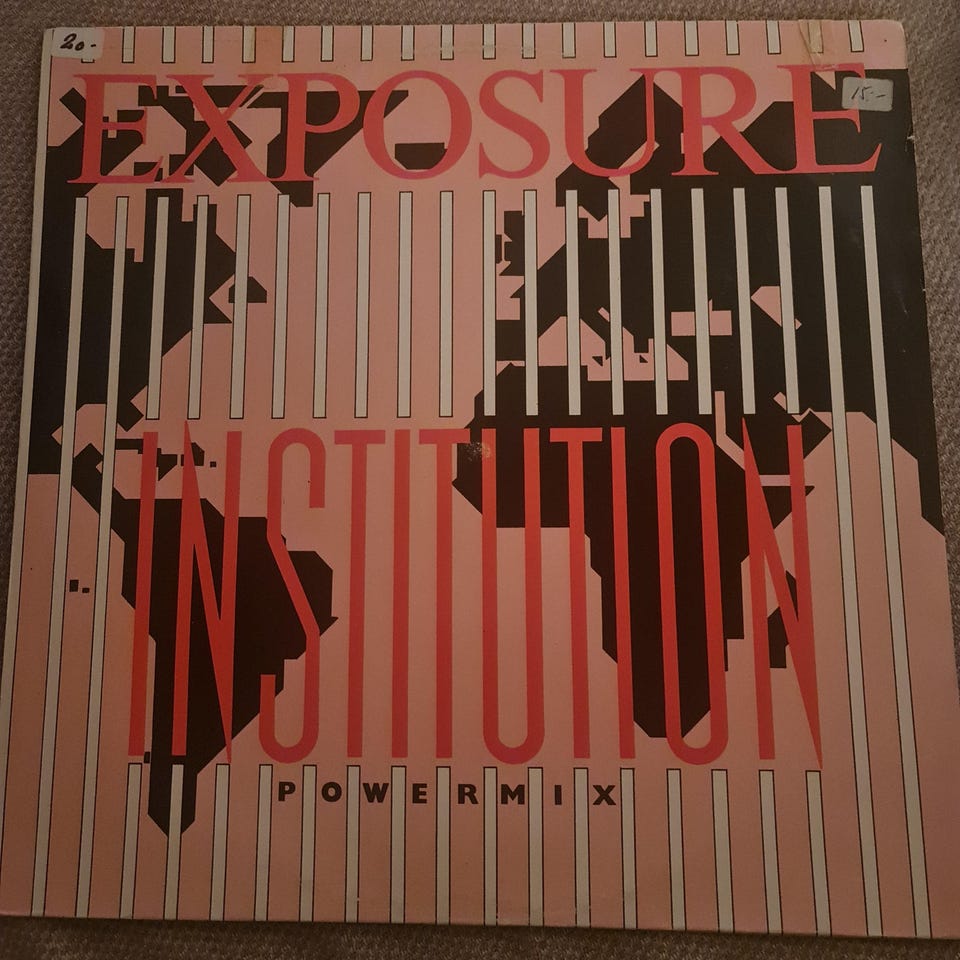 20.-
EXPOSURE
15.-
INSTITUTION
POWERMIX